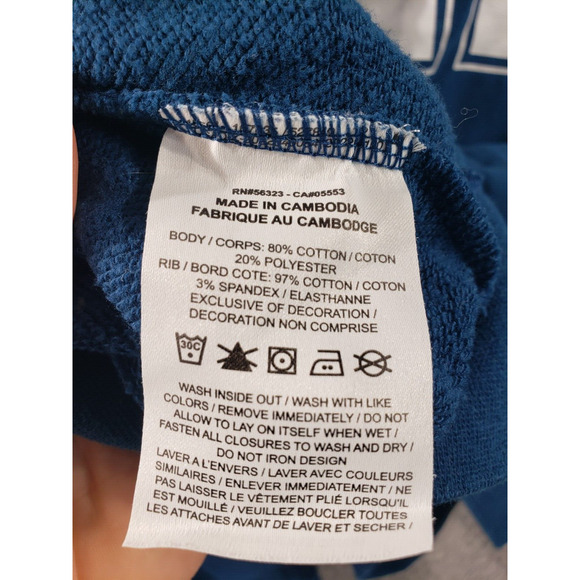 RN#56323 - CA#05553
MADE IN CAMBODIA
FABRIQUE AU CAMBODGE
BODY / CORPS: 80% COTTON / COTON
20% POLYESTER
RIB / BORD COTE: 97% COTTON / COTON
3% SPANDEX / ELASTHANNE
EXCLUSIVE OF DECORATION /
DECORATION NON COMPRISE
30C
WASH INSIDE OUT / WASH WITH LIKE
COLORS / REMOVE IMMEDIATELY / DO NOT
ALLOW TO LAY ON ITSELF WHEN WET /
FASTEN ALL CLOSURES TO WASH AND DRY /
DO NOT IRON DESIGN
LAVER A L'ENVERS / LAVER AVEC COULEURS
SIMILAIRES / ENLEVER IMMEDIATEMENT / NE
PAS LAISSER LE VÊTEMENT PLIÉ LORSQU'IL
EST MOUILLÉ / VEUILLEZ BOUCLER TOUTES
LES ATTACHES AVANT DE LAVER ET SECHER /